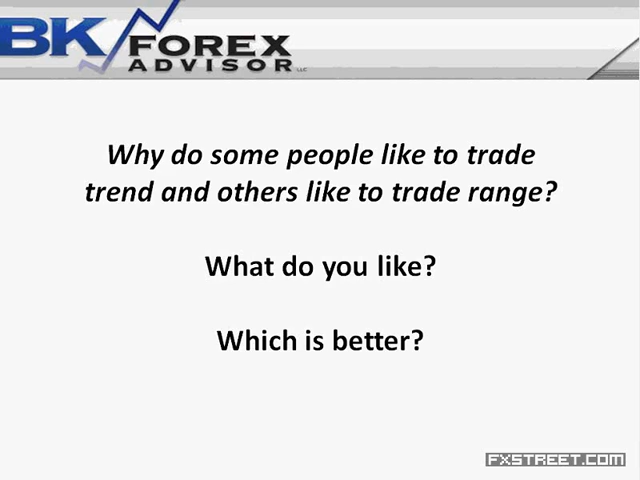 BK FOREX
ADVISOR LLC
Why do some people like to trade
trend and others like to trade range?
What do you like?
Which is better?
FXSTREET.COM